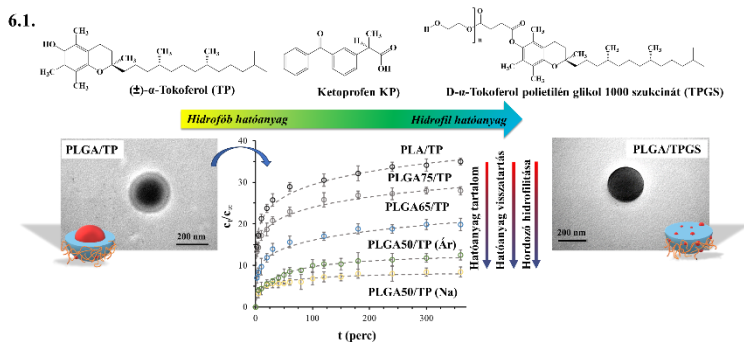 6.1.
(±)-α-Tokoferol (TP)
Ketoprofen KP)
D-α-Tokoferol polietilén glikol 1000 szukcinát (TPGS)
Hidrofób hatóanyag
Hidrofil hatóanyag
PLGA/TP
200 nm
PLA/TP
PLGA75/TP
PLGA65/TP
PLGA50/TP (Ár)
PLGA50/TP (Na)
cₜ/c∞
40
30
20
10
0
0
100
200
300
t (perc)
Hatóanyag tartalom
Hatóanyag visszatartás
Hordozó hidrofilitása
PLGA/TPGS
200 nm